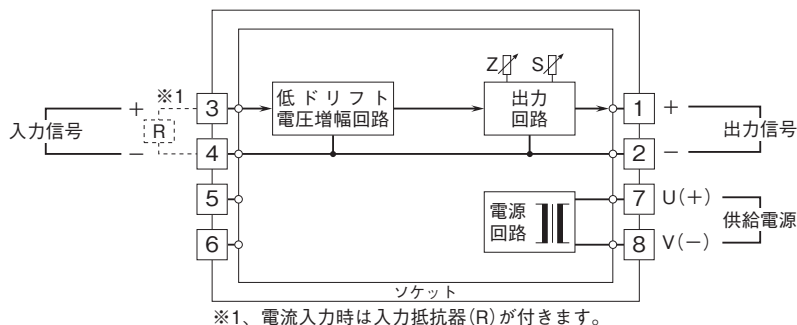 Z S
※1
+ 3 低ドリフト 出力 1 +
入力信号 R 電圧増幅回路 回路 出力信号
− 4 2 −
5 7 U(+)
電源 供給電源
6 回路 8 V(−)
ソケット
※1、電流入力時は入力抵抗器(R)が付きます。